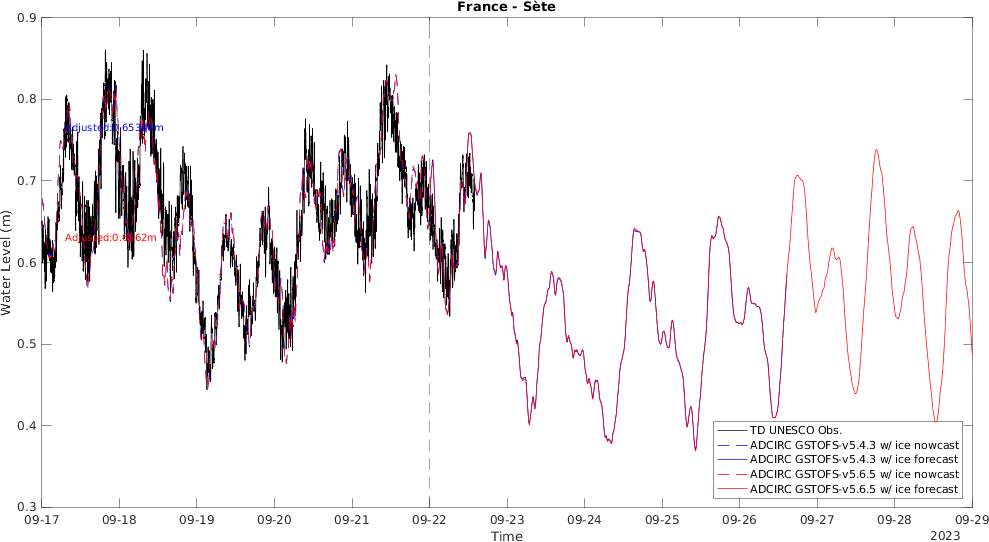 France - Sète
0.9
0.8
0.7
0.6
0.5
0.4
0.3
Water Level (m)
09-17
09-18
09-19
09-20
09-21
09-22
09-23
09-24
09-25
09-26
09-27
09-28
09-29
Time
2023
TD UNESCO Obs.
ADCIRC GSTOFS-v5.4.3 w/ ice nowcast
ADCIRC GSTOFS-v5.4.3 w/ ice forecast
ADCIRC GSTOFS-v5.6.5 w/ ice nowcast
ADCIRC GSTOFS-v5.6.5 w/ ice forecast